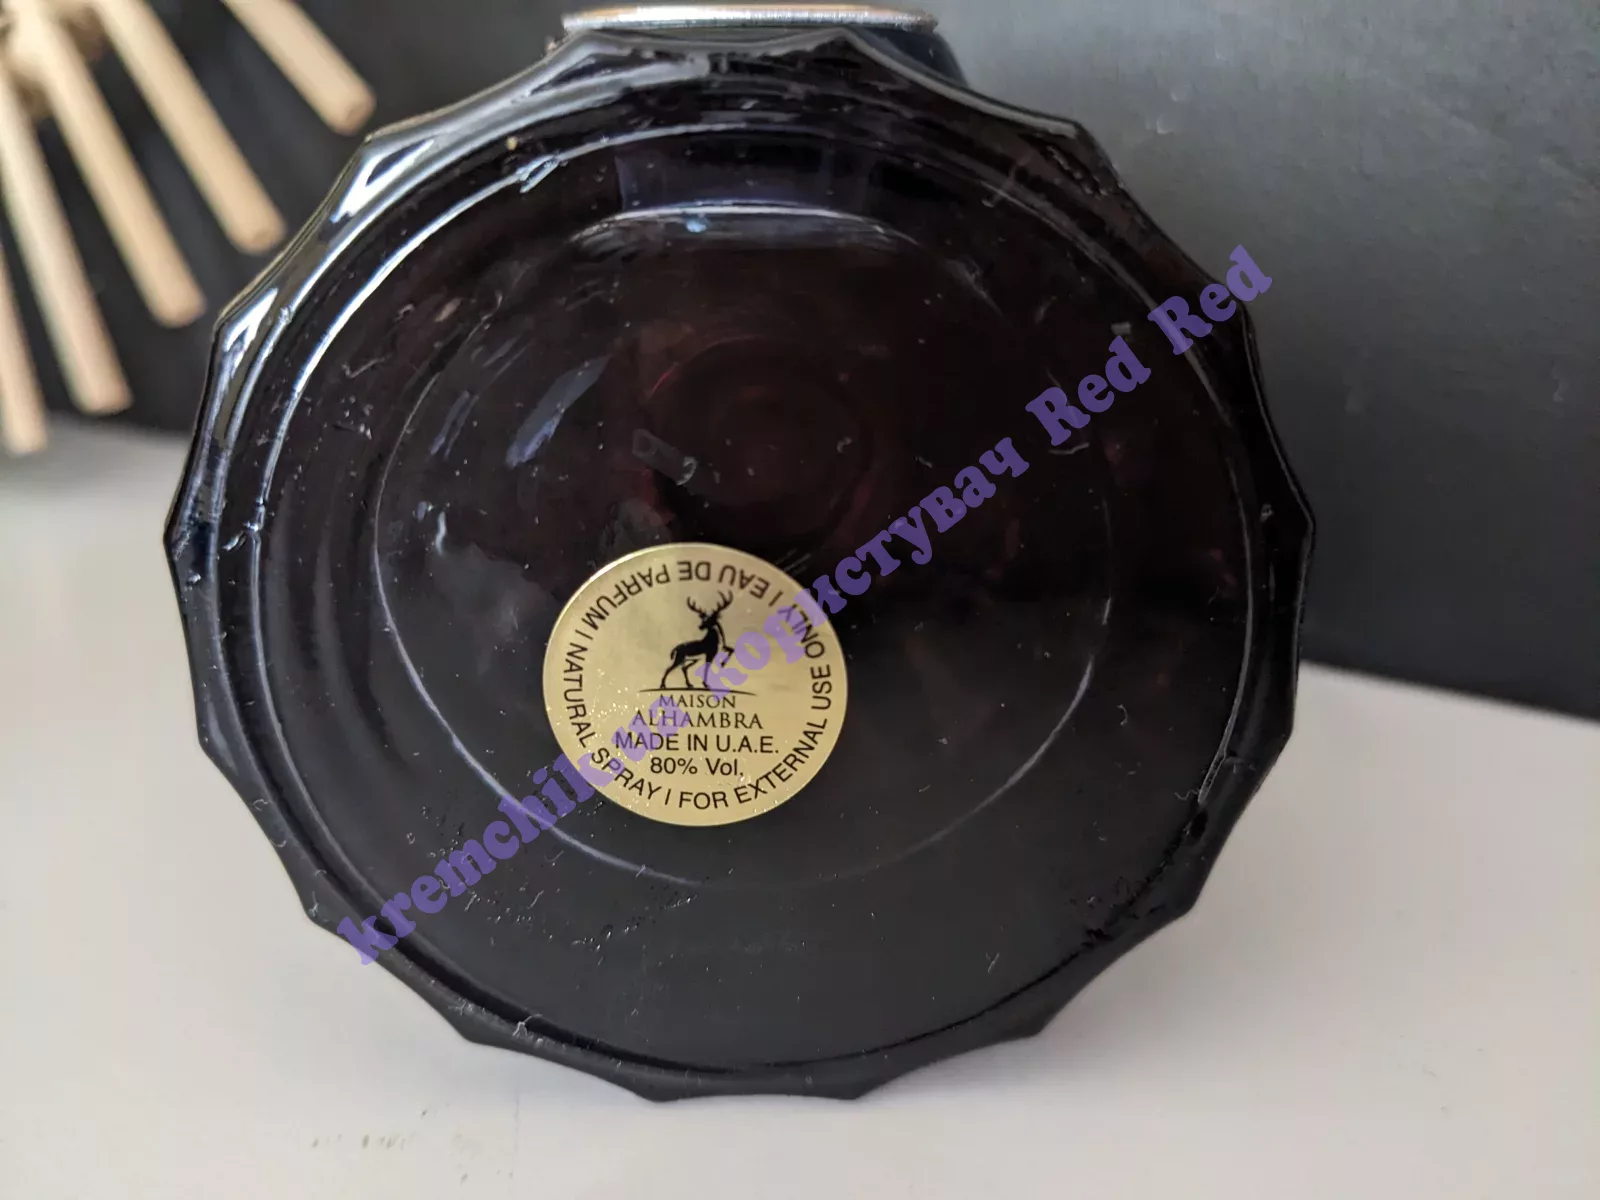 EAU DE PARFUM | NATURAL SPRAY | FOR EXTERNAL USE ONLY |
MAISON
ALHAMBRA
MADE IN U.A.E.
80% Vol.
kremchik.ua користувач Red Red